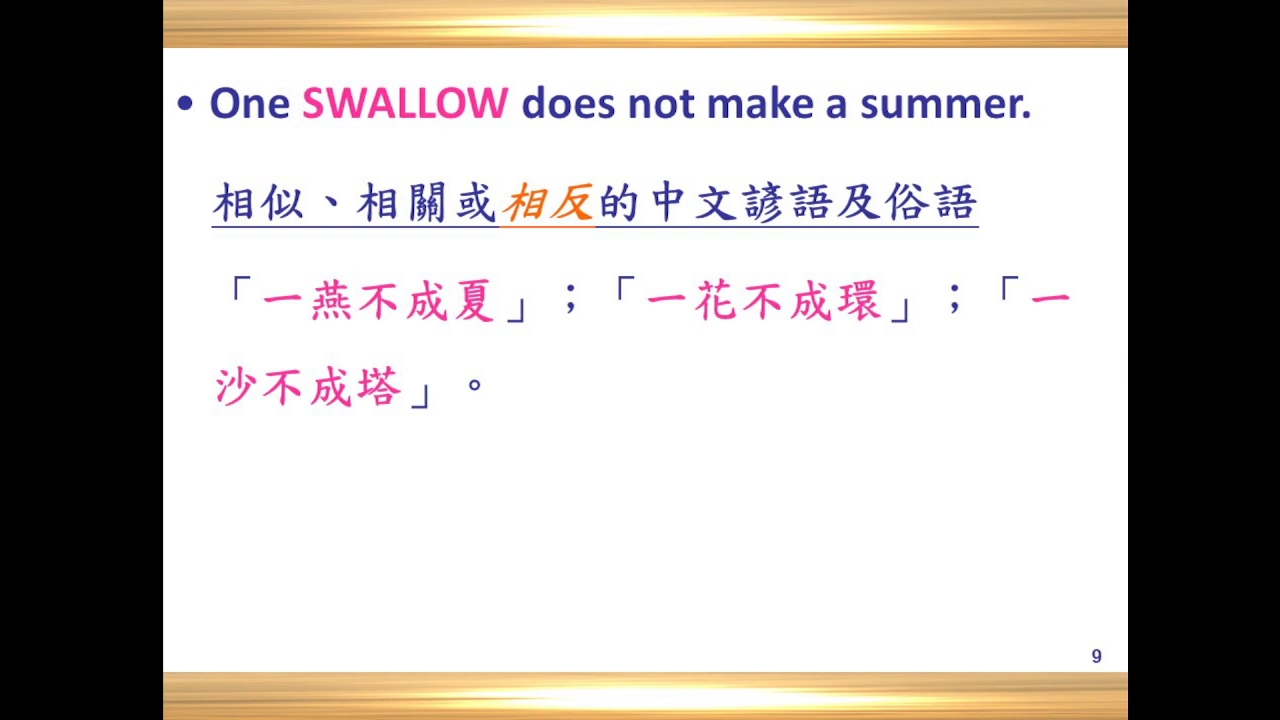 • One SWALLOW does not make a summer.
相似、相關或相反的中文諺語及俗語
「一燕不成夏」；「一花不成環」；「一
沙不成塔」。
9